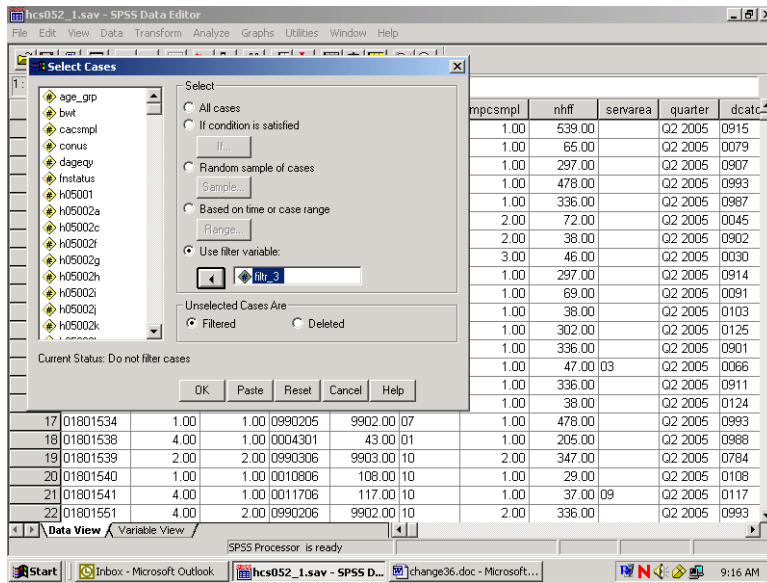 hcs052_1.sav - SPSS Data Editor
File Edit View Data Transform Analyze Graphs Utilities Window Help
Select Cases
1 :
age_grp
bwt
cacsmpl
conus
dageqy
fnstatus
h05001
h05002a
h05002c
h05002f
h05002g
h05002h
h05002i
h05002j
h05002k
Select
All cases
If condition is satisfied
If...
Random sample of cases
Sample...
Based on time or case range
Range...
Use filter variable:
filtr_3
Unselected Cases Are
Filtered Deleted
Current Status: Do not filter cases
OK Paste Reset Cancel Help
mpcsmpl nhff servarea quarter dcatc
1.00 539.00 Q2 2005 0915
1.00 65.00 Q2 2005 0079
1.00 297.00 Q2 2005 0907
1.00 478.00 Q2 2005 0993
1.00 336.00 Q2 2005 0987
2.00 72.00 Q2 2005 0045
2.00 38.00 Q2 2005 0902
3.00 46.00 Q2 2005 0030
1.00 297.00 Q2 2005 0914
1.00 69.00 Q2 2005 0091
1.00 38.00 Q2 2005 0103
1.00 302.00 Q2 2005 0125
1.00 336.00 Q2 2005 0901
1.00 47.00 03 Q2 2005 0066
1.00 336.00 Q2 2005 0911
1.00 38.00 Q2 2005 0124
17 01801534 1.00 1.00 0990205 9902.00 07 1.00 478.00 Q2 2005 0993
18 01801538 4.00 1.00 0004301 43.00 01 1.00 205.00 Q2 2005 0988
19 01801539 2.00 2.00 0990306 9903.00 10 2.00 347.00 Q2 2005 0784
20 01801540 1.00 1.00 0010806 108.00 10 1.00 29.00 Q2 2005 0108
21 01801541 4.00 1.00 0011706 117.00 10 1.00 37.00 09 Q2 2005 0117
22 01801551 4.00 2.00 0990206 9902.00 10 2.00 336.00 Q2 2005 0993
Data View Variable View
SPSS Processor is ready
Start Inbox - Microsoft Outlook hcs052_1.sav - SPSS D... change36.doc - Microsoft... 9:16 AM